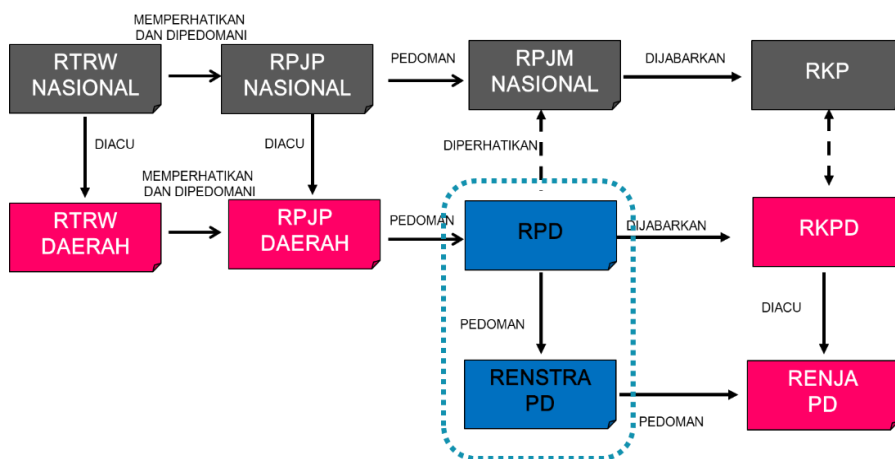 MEMPERHATIKAN
DAN DIPEDOMANI
RTRW
NASIONAL
RPJP
NASIONAL
PEDOMAN
RPJM
NASIONAL
DIJABARKAN
RKP
DIACU
DIACU
DIPERHATIKAN
MEMPERHATIKAN
DAN DIPEDOMANI
RTRW
DAERAH
RPJP
DAERAH
PEDOMAN
RPD
DIJABARKAN
RKPD
PEDOMAN
DIACU
RENSTRA
PD
PEDOMAN
RENJA
PD